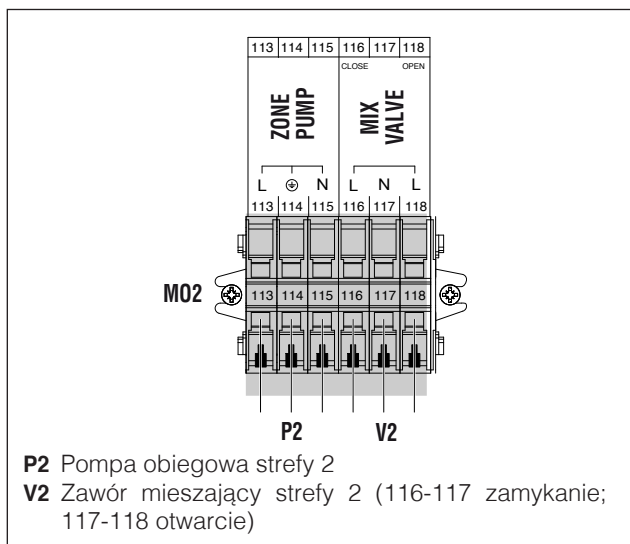 113 114 115 116 117 118
CLOSE OPEN
ZONE
PUMP
MIX
VALVE
L N L N L
113 114 115 116 117 118
M02
113 114 115 116 117 118
P2 V2
P2 Pompa obiegowa strefy 2
V2 Zawór mieszający strefy 2 (116-117 zamykanie;
117-118 otwarcie)